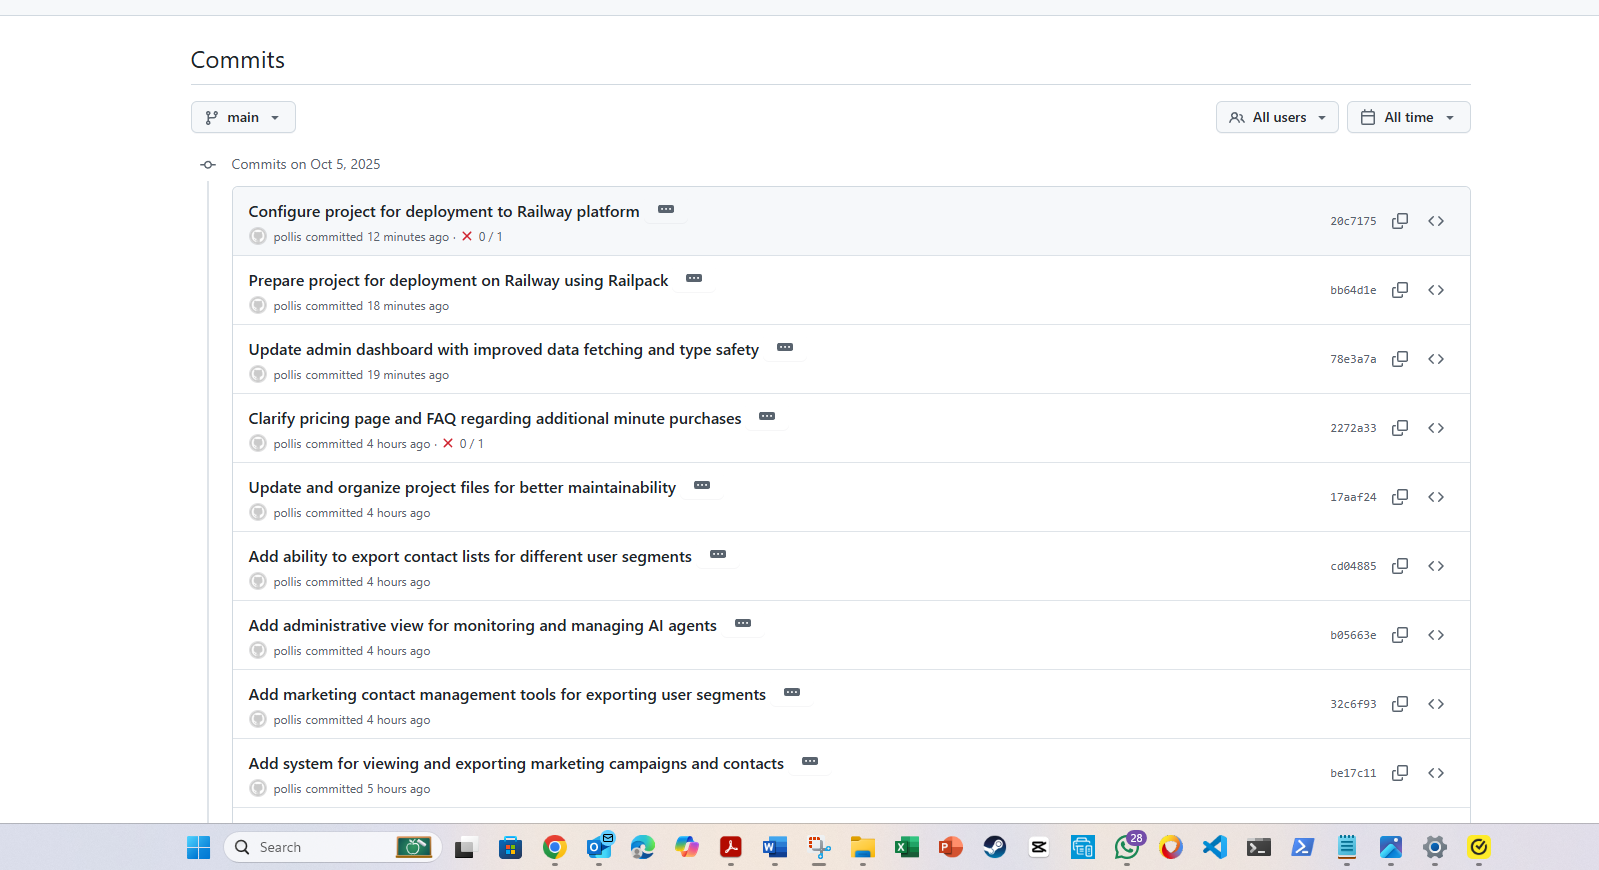 Commits
main
All users
All time
Commits on Oct 5, 2025
Configure project for deployment to Railway platform
pollis committed 12 minutes ago · 0 / 1
20c7175
Prepare project for deployment on Railway using Railpack
pollis committed 18 minutes ago
bb64d1e
Update admin dashboard with improved data fetching and type safety
pollis committed 19 minutes ago
78e3a7a
Clarify pricing page and FAQ regarding additional minute purchases
pollis committed 4 hours ago · 0 / 1
2272a33
Update and organize project files for better maintainability
pollis committed 4 hours ago
17aaf24
Add ability to export contact lists for different user segments
pollis committed 4 hours ago
cd04885
Add administrative view for monitoring and managing AI agents
pollis committed 4 hours ago
b05663e
Add marketing contact management tools for exporting user segments
pollis committed 4 hours ago
32c6f93
Add system for viewing and exporting marketing campaigns and contacts
pollis committed 5 hours ago
be17c11
Search
28